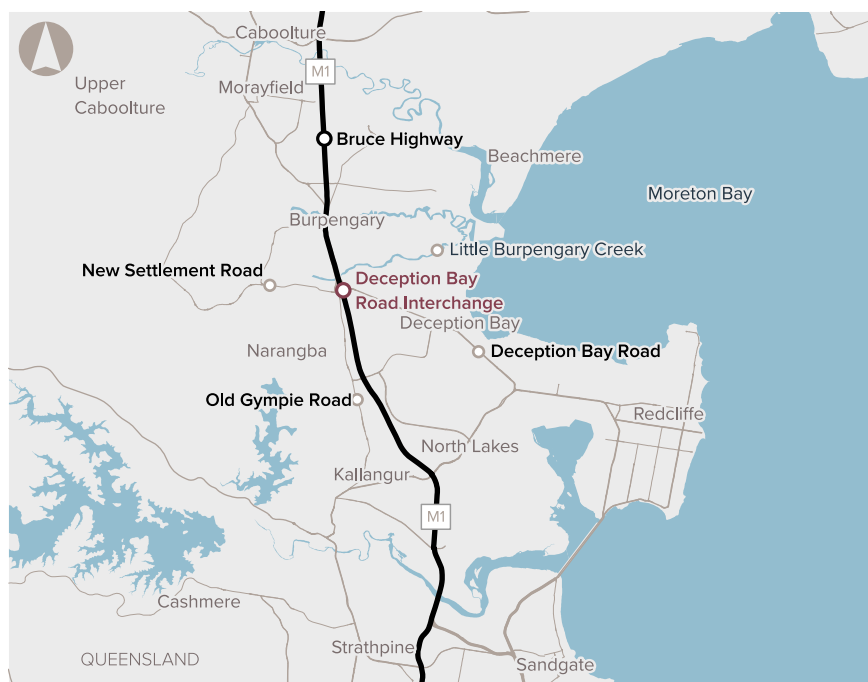 Caboolture
M1
Upper
Caboolture
Morayfield
Bruce Highway
Beachmere
Moreton Bay
Burpengary
Little Burpengary Creek
New Settlement Road
Deception Bay
Road Interchange
Deception Bay
Narangba
Deception Bay Road
Old Gympie Road
Redcliffe
North Lakes
Kallangur
M1
Cashmere
Strathpine
QUEENSLAND
Sandgate